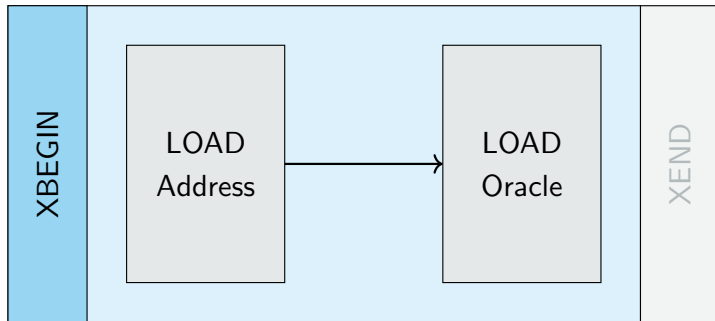 XBEGIN
LOAD
Address
LOAD
Oracle
XEND